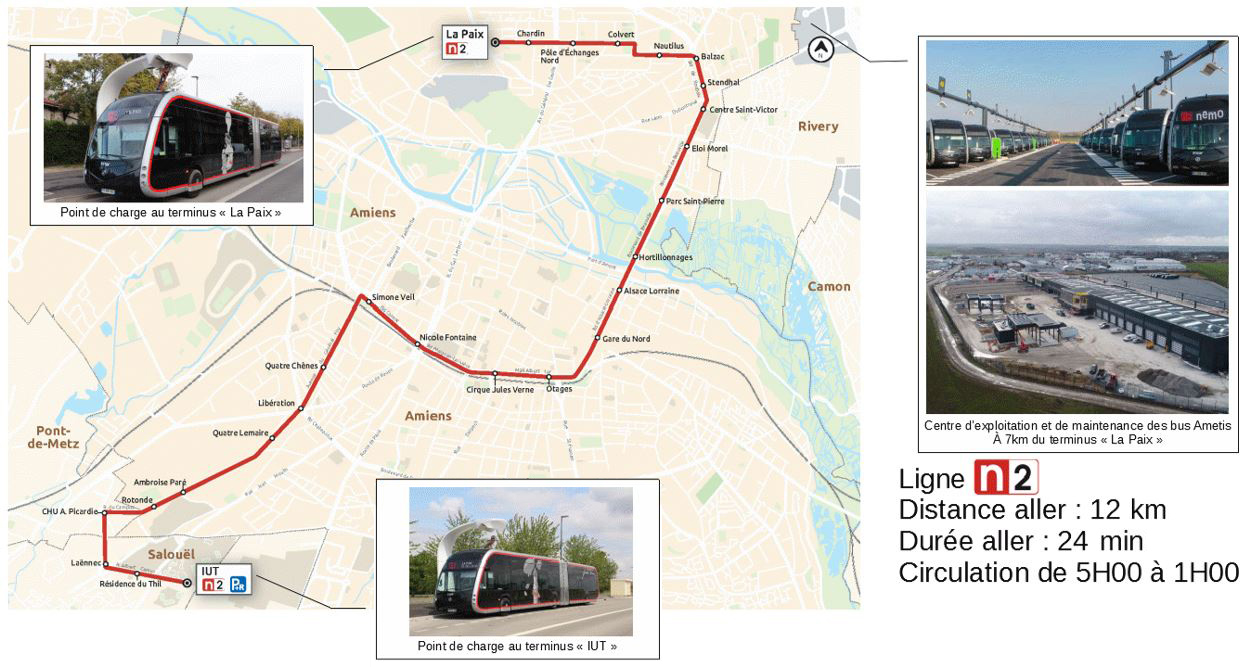 La Paix
n2
Chardin
Pôle d'Échanges
Nord
Colvert
Nautilus
Balzac
Stendhal
Centre Saint-Victor
Eloi Morel
Parc Saint-Pierre
Hortillonnages
Alsace Lorraine
Gare du Nord
Otages
Cirque Jules Verne
Nicole Fontaine
Simone Veil
Quatre Chênes
Libération
Quatre Lemaire
Ambroise Paré
Rotonde
CHU A. Picardie
Laënnec
Résidence du Thil
IUT
n2 P+R
N
Rivery
Camon
Amiens
Amiens
Pont-
de-Metz
Salouël
Point de charge au terminus « La Paix »
Point de charge au terminus « IUT »
nemo
Centre d'exploitation et de maintenance des bus Ametis
À 7km du terminus « La Paix »
Ligne n2
Distance aller : 12 km
Durée aller : 24 min
Circulation de 5H00 à 1H00